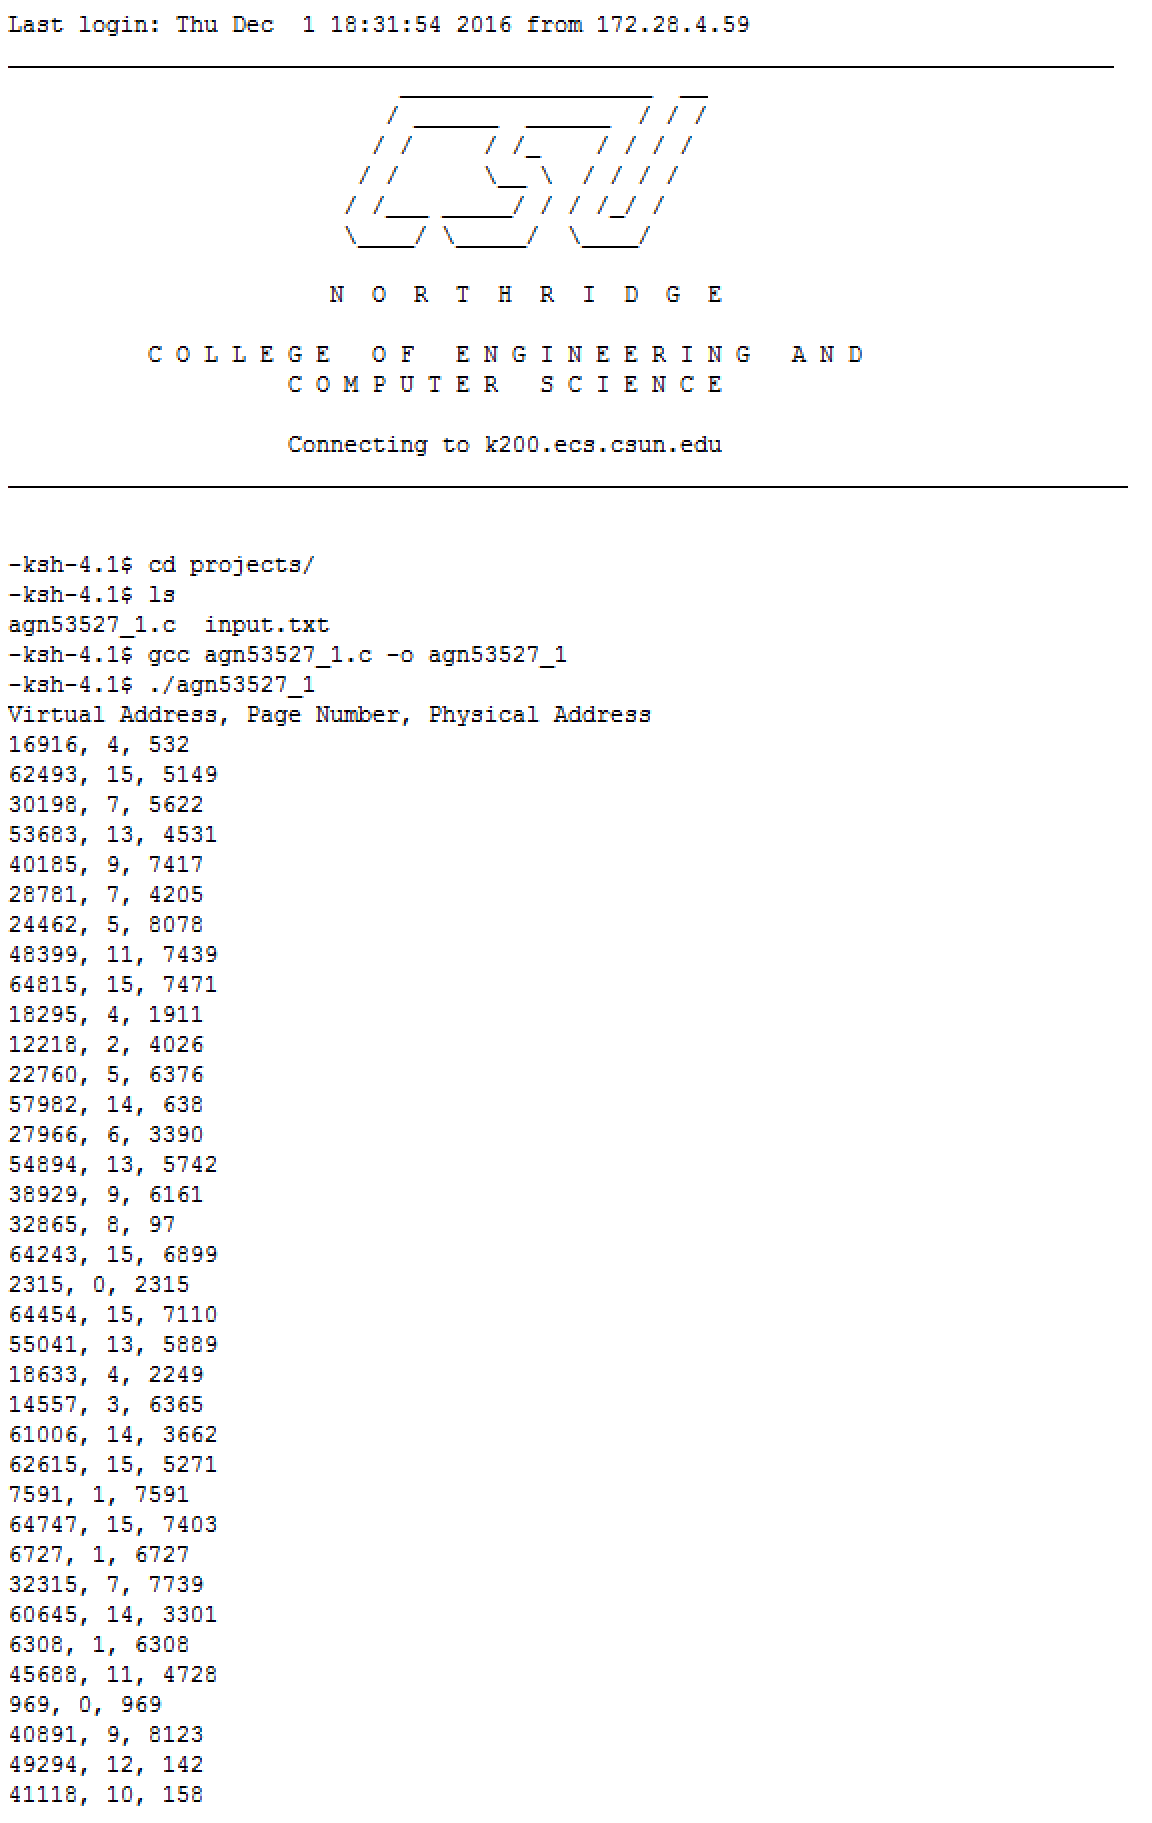 Last login: Thu Dec  1 18:31:54 2016 from 172.28.4.59
CSU
N O R T H R I D G E
C O L L E G E   O F   E N G I N E E R I N G   A N D
C O M P U T E R   S C I E N C E
Connecting to k200.ecs.csun.edu
-ksh-4.1$ cd projects/
-ksh-4.1$ ls
agn53527_1.c  input.txt
-ksh-4.1$ gcc agn53527_1.c -o agn53527_1
-ksh-4.1$ ./agn53527_1
Virtual Address, Page Number, Physical Address
16916, 4, 532
62493, 15, 5149
30198, 7, 5622
53683, 13, 4531
40185, 9, 7417
28781, 7, 4205
24462, 5, 8078
48399, 11, 7439
64815, 15, 7471
18295, 4, 1911
12218, 2, 4026
22760, 5, 6376
57982, 14, 638
27966, 6, 3390
54894, 13, 5742
38929, 9, 6161
32865, 8, 97
64243, 15, 6899
2315, 0, 2315
64454, 15, 7110
55041, 13, 5889
18633, 4, 2249
14557, 3, 6365
61006, 14, 3662
62615, 15, 5271
7591, 1, 7591
64747, 15, 7403
6727, 1, 6727
32315, 7, 7739
60645, 14, 3301
6308, 1, 6308
45688, 11, 4728
969, 0, 969
40891, 9, 8123
49294, 12, 142
41118, 10, 158